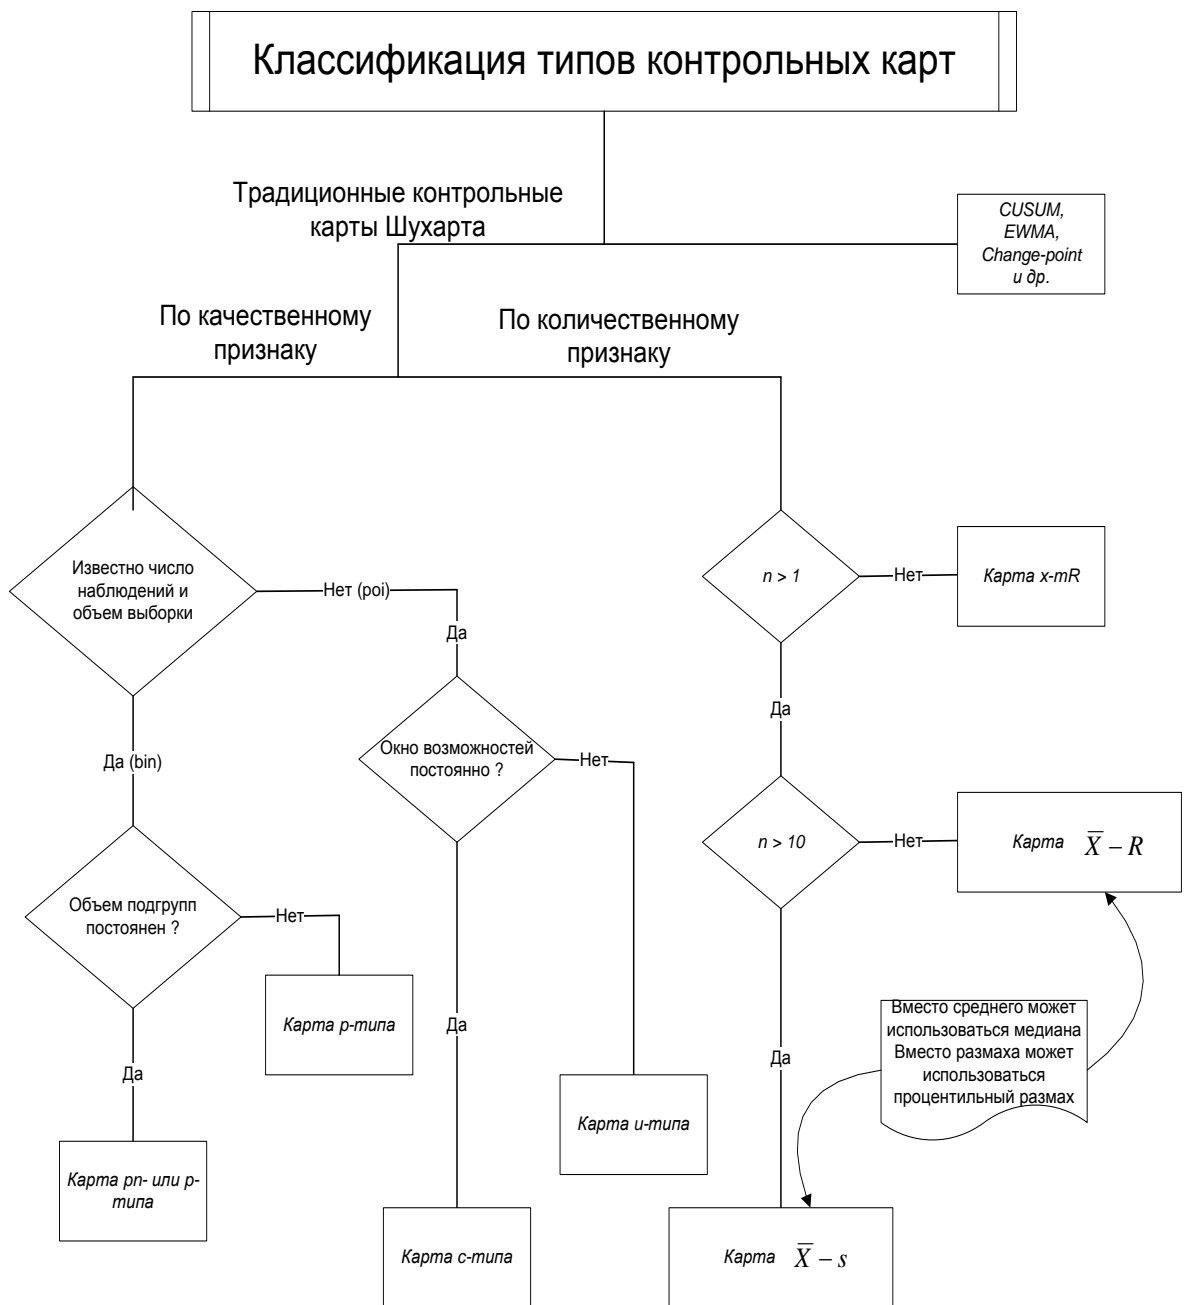 Классификация типов контрольных карт
Традиционные контрольные
карты Шухарта
CUSUM,
EWMA,
Change-point
и др.
По качественному
признаку
По количественному
признаку
Известно число
наблюдений и
объем выборки
Нет (poi)
Да
n > 1
Нет
Карта x-mR
Да
Да (bin)
Окно возможностей
постоянно ?
Нет
n > 10
Нет
Карта X̅ – R
Объем подгрупп
постоянен ?
Нет
Карта p-типа
Да
Да
Да
Вместо среднего может
использоваться медиана
Вместо размаха может
использоваться
процентильный размах
Карта pn- или p-
типа
Карта u-типа
Карта c-типа
Карта X̅ – s